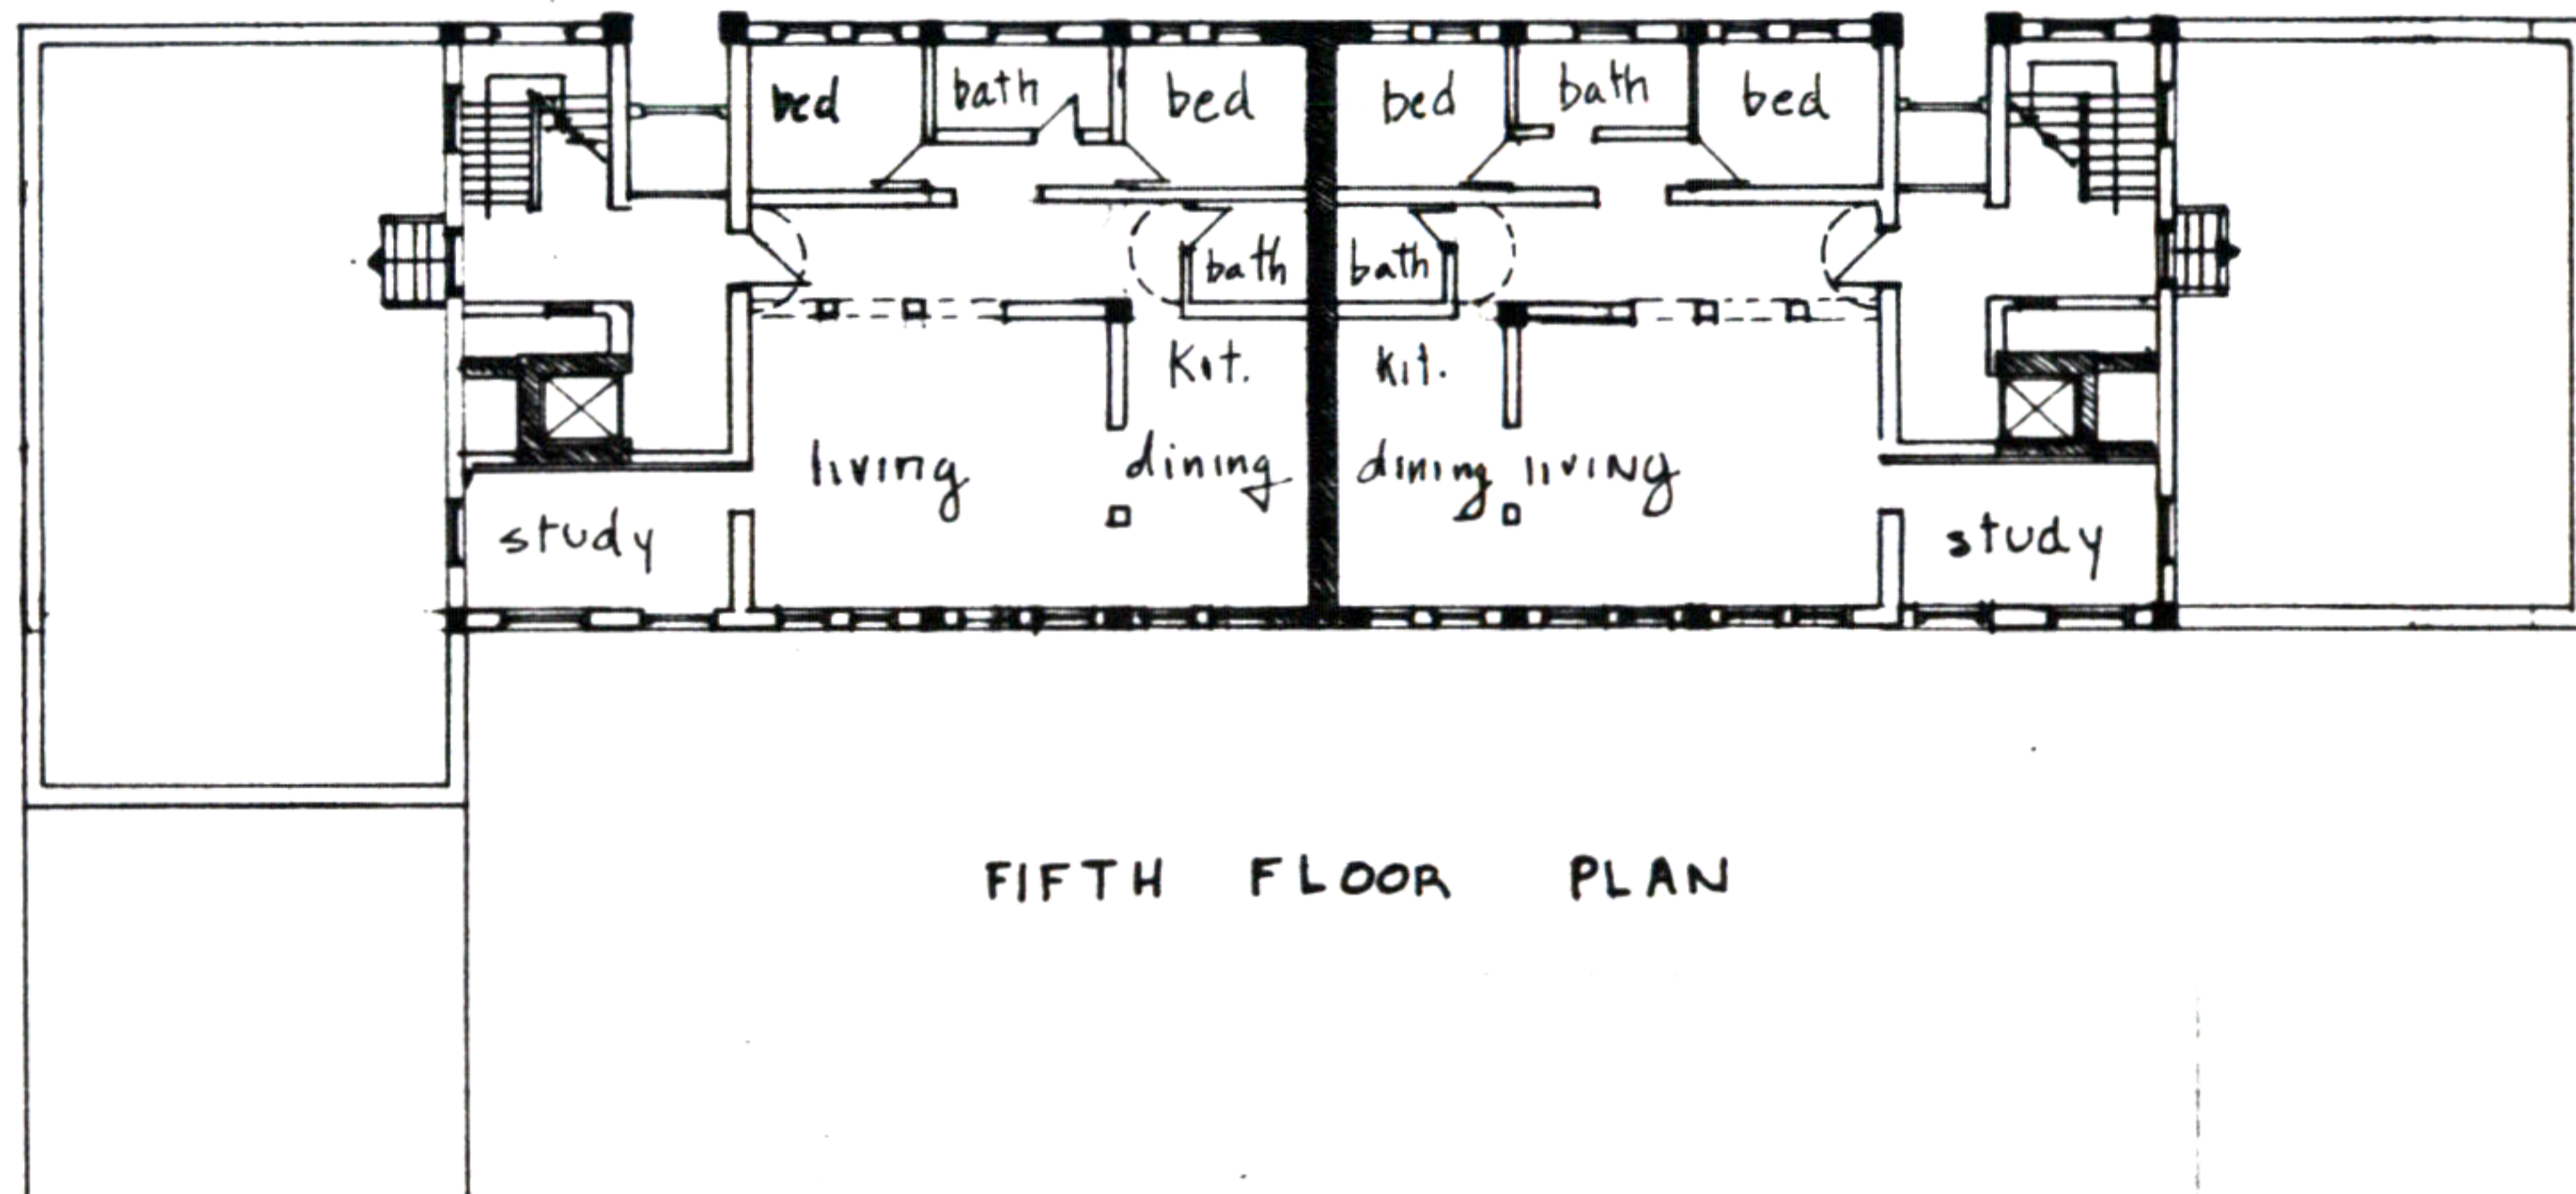 bed bath bed bed bath bed
bath bath
Kit. Kit.
living dining dining living
study study
FIFTH FLOOR PLAN